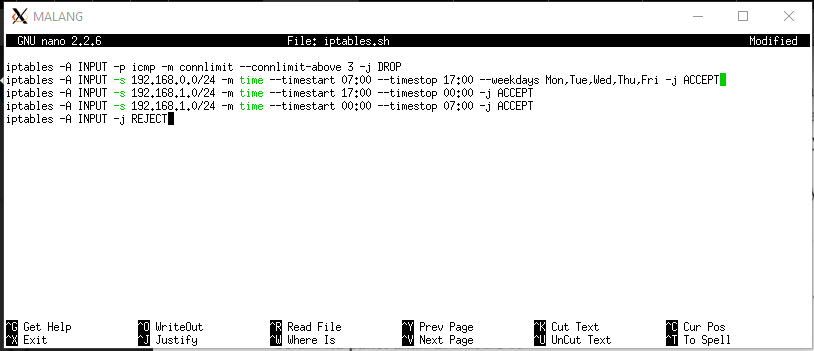 MALANG
GNU nano 2.2.6 File: iptables.sh Modified
iptables -A INPUT -p icmp -m connlimit --connlimit-above 3 -j DROP
iptables -A INPUT -s 192.168.0.0/24 -m time --timestart 07:00 --timestop 17:00 --weekdays Mon,Tue,Wed,Thu,Fri -j ACCEPT
iptables -A INPUT -s 192.168.1.0/24 -m time --timestart 17:00 --timestop 00:00 -j ACCEPT
iptables -A INPUT -s 192.168.1.0/24 -m time --timestart 00:00 --timestop 07:00 -j ACCEPT
iptables -A INPUT -j REJECT
^G Get Help ^O WriteOut ^R Read File ^Y Prev Page ^K Cut Text ^C Cur Pos
^X Exit ^J Justify ^W Where Is ^V Next Page ^U UnCut Text ^T To Spell